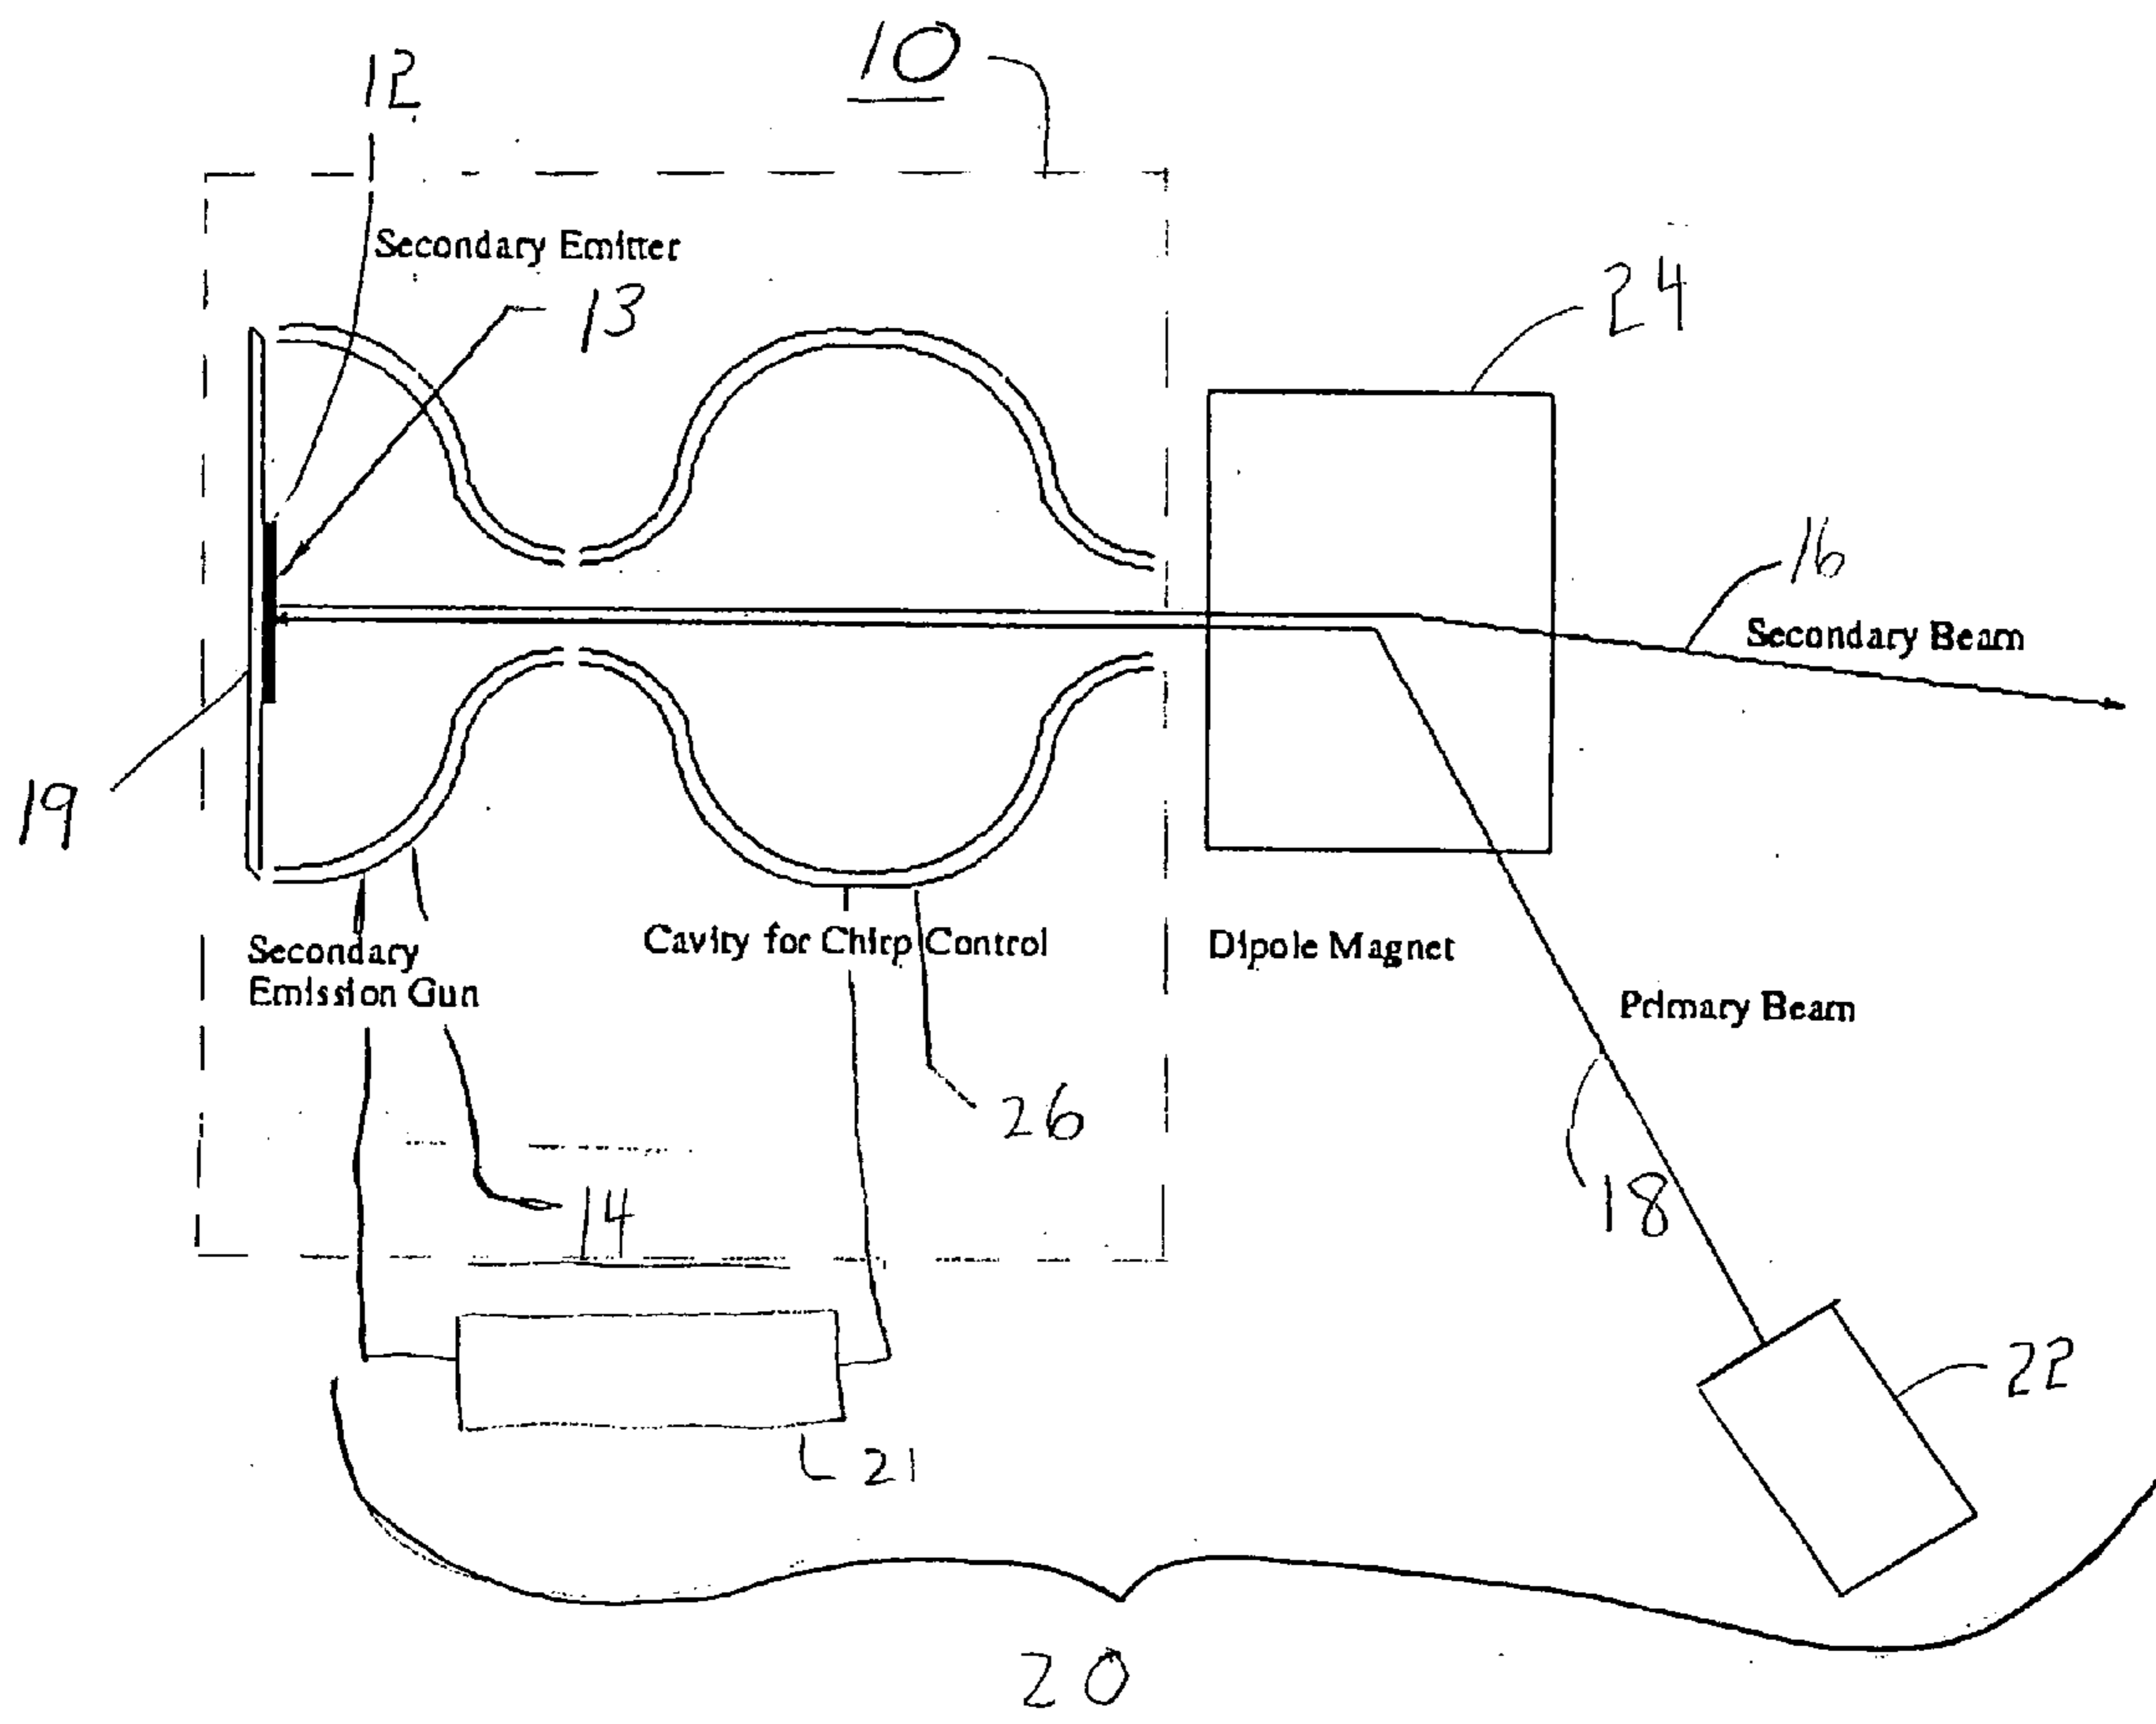 10
12
Secondary Emitter
13
24
16
Secondary Beam
19
Secondary
Emission Gun
Cavity for Chirp Control
Dipole Magnet
Primary Beam
26
18
14
22
21
20